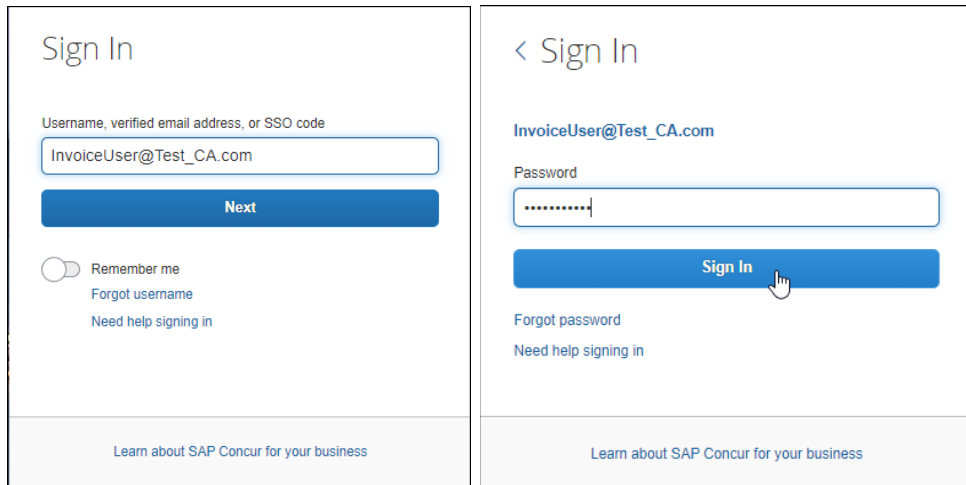 Sign In
Username, verified email address, or SSO code
InvoiceUser@Test_CA.com
Next
Remember me
Forgot username
Need help signing in
Learn about SAP Concur for your business
< Sign In
InvoiceUser@Test_CA.com
Password
•••••••••••
Sign In
Forgot password
Need help signing in
Learn about SAP Concur for your business